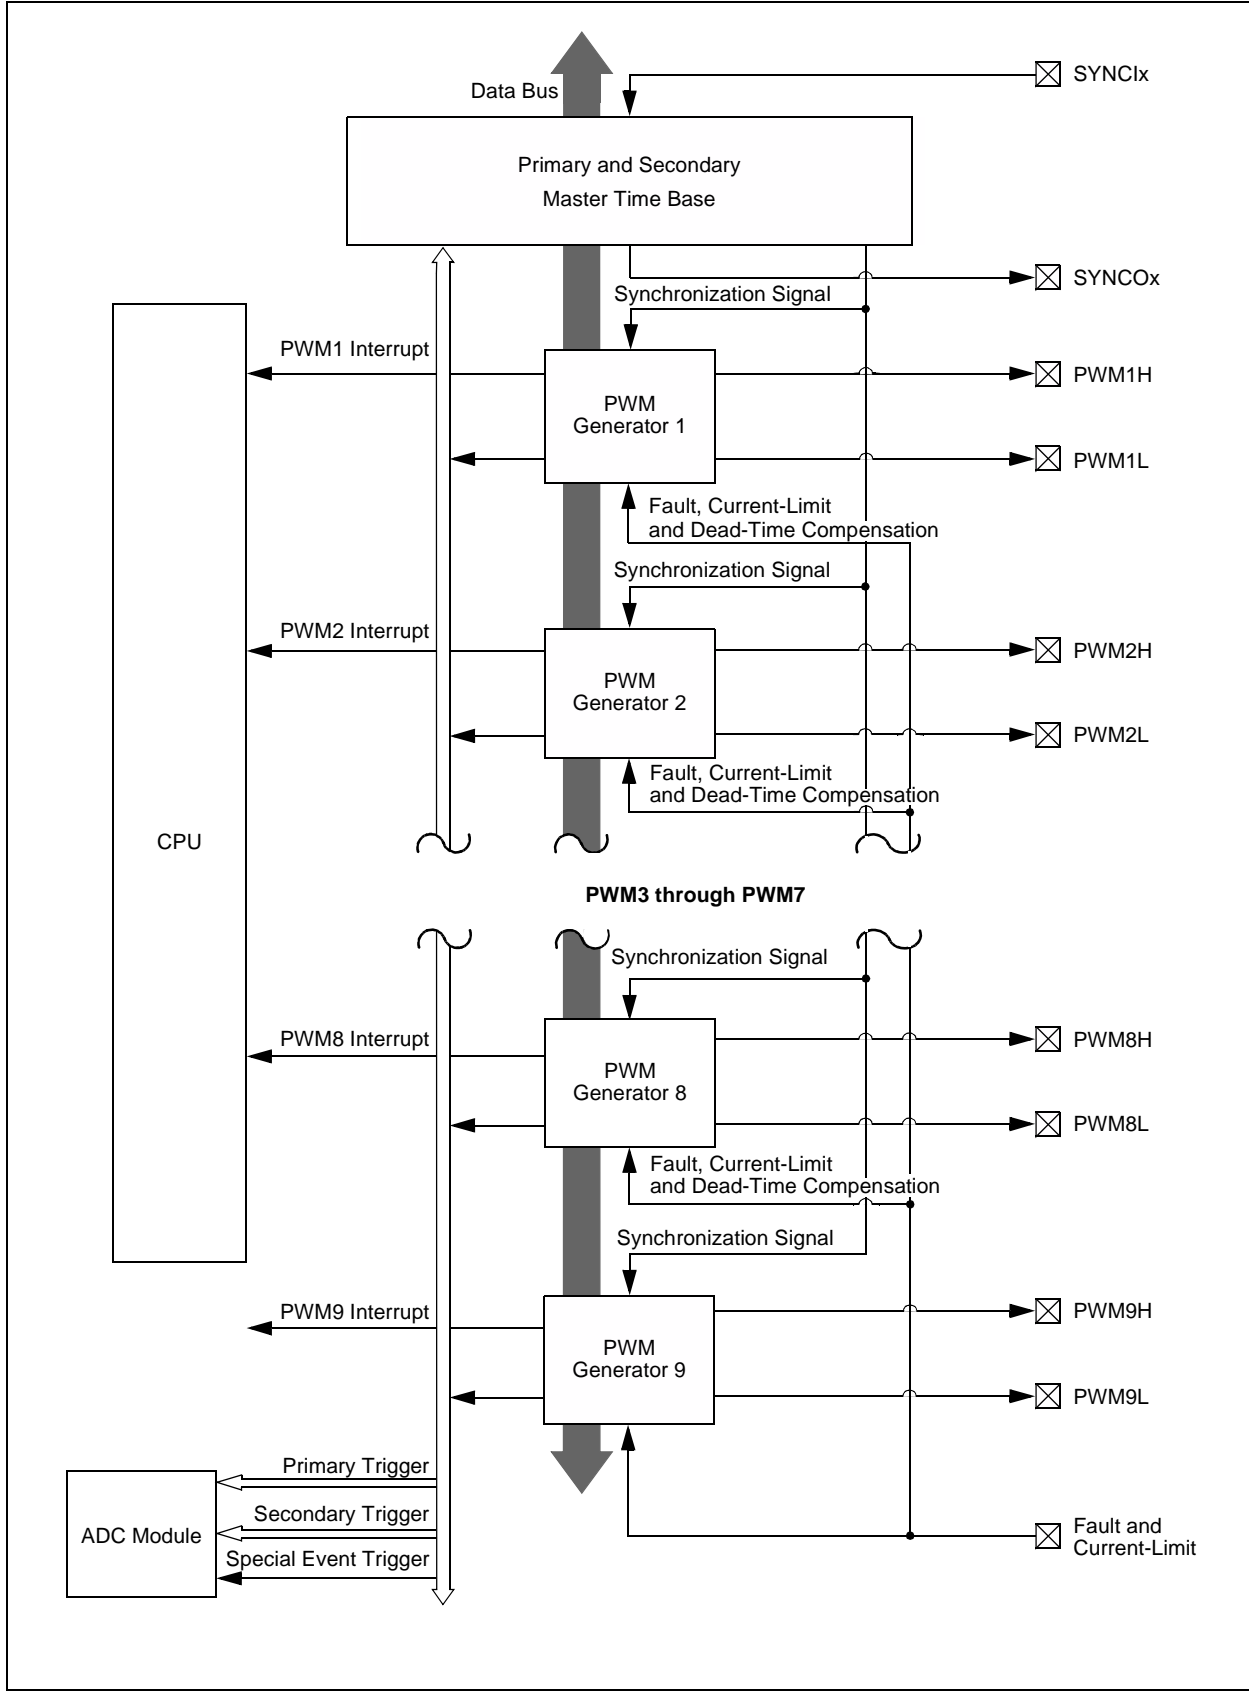 SYNCIx
Data Bus
Primary and Secondary
Master Time Base
SYNCOx
Synchronization Signal
PWM1 Interrupt
PWM1H
PWM
Generator 1
PWM1L
Fault, Current-Limit
and Dead-Time Compensation
Synchronization Signal
PWM2 Interrupt
PWM2H
PWM
Generator 2
PWM2L
Fault, Current-Limit
and Dead-Time Compensation
CPU
PWM3 through PWM7
Synchronization Signal
PWM8 Interrupt
PWM8H
PWM
Generator 8
PWM8L
Fault, Current-Limit
and Dead-Time Compensation
Synchronization Signal
PWM9 Interrupt
PWM9H
PWM
Generator 9
PWM9L
Primary Trigger
Secondary Trigger
ADC Module
Special Event Trigger
Fault and
Current-Limit